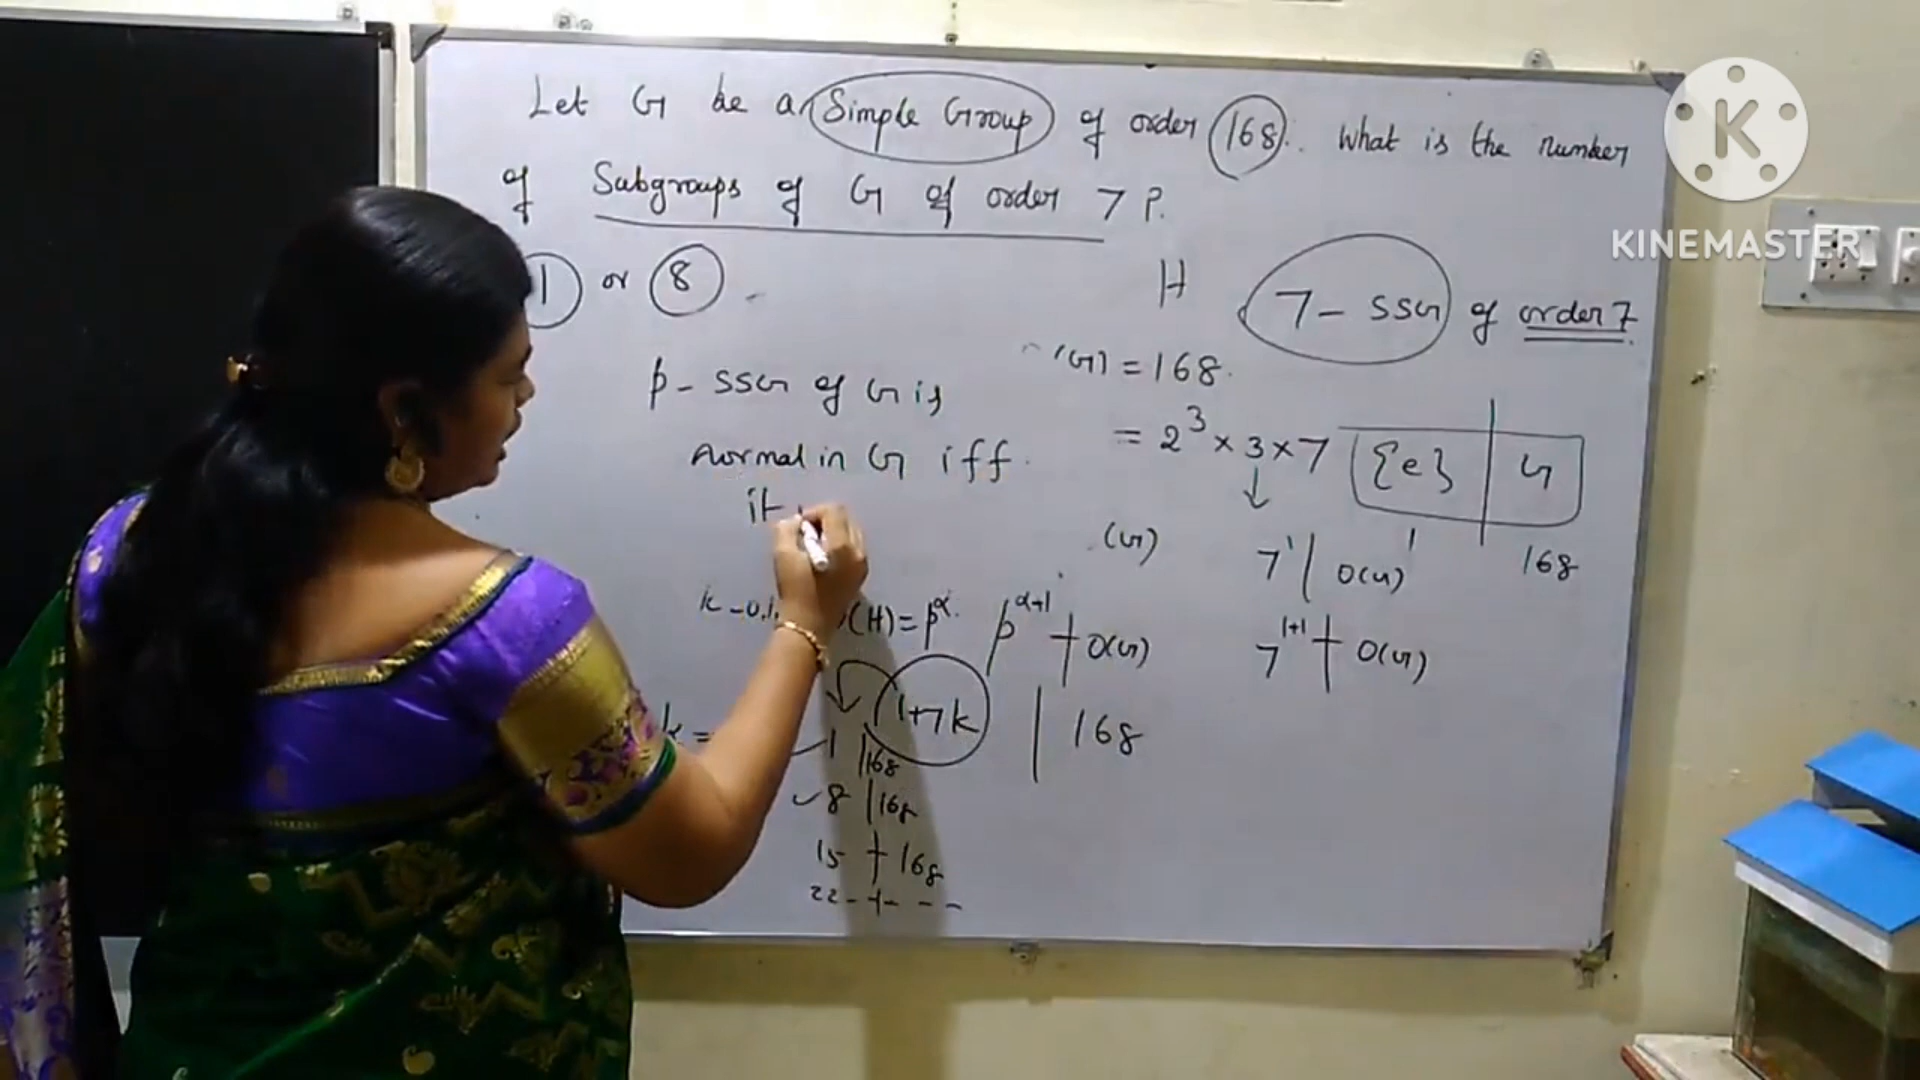 Let G be a Simple Group of order 168. What is the number
of Subgroups of G of order 7 ?.
1 or 8
H 7 - SSG of order 7.
(G) = 168.
p - SSG of G is
= 2³ × 3 × 7 {e} G
normal in G iff
it
(G) 7¹ | O(G) 168
O(H) = p^α. p^(α+1) ∤ O(G) 7^(1+1) ∤ O(G)
k =
1+7k | 168
1 | 168
8 | 168
15 ∤ 168
22 - ∤ - - -
K
KINEMASTER